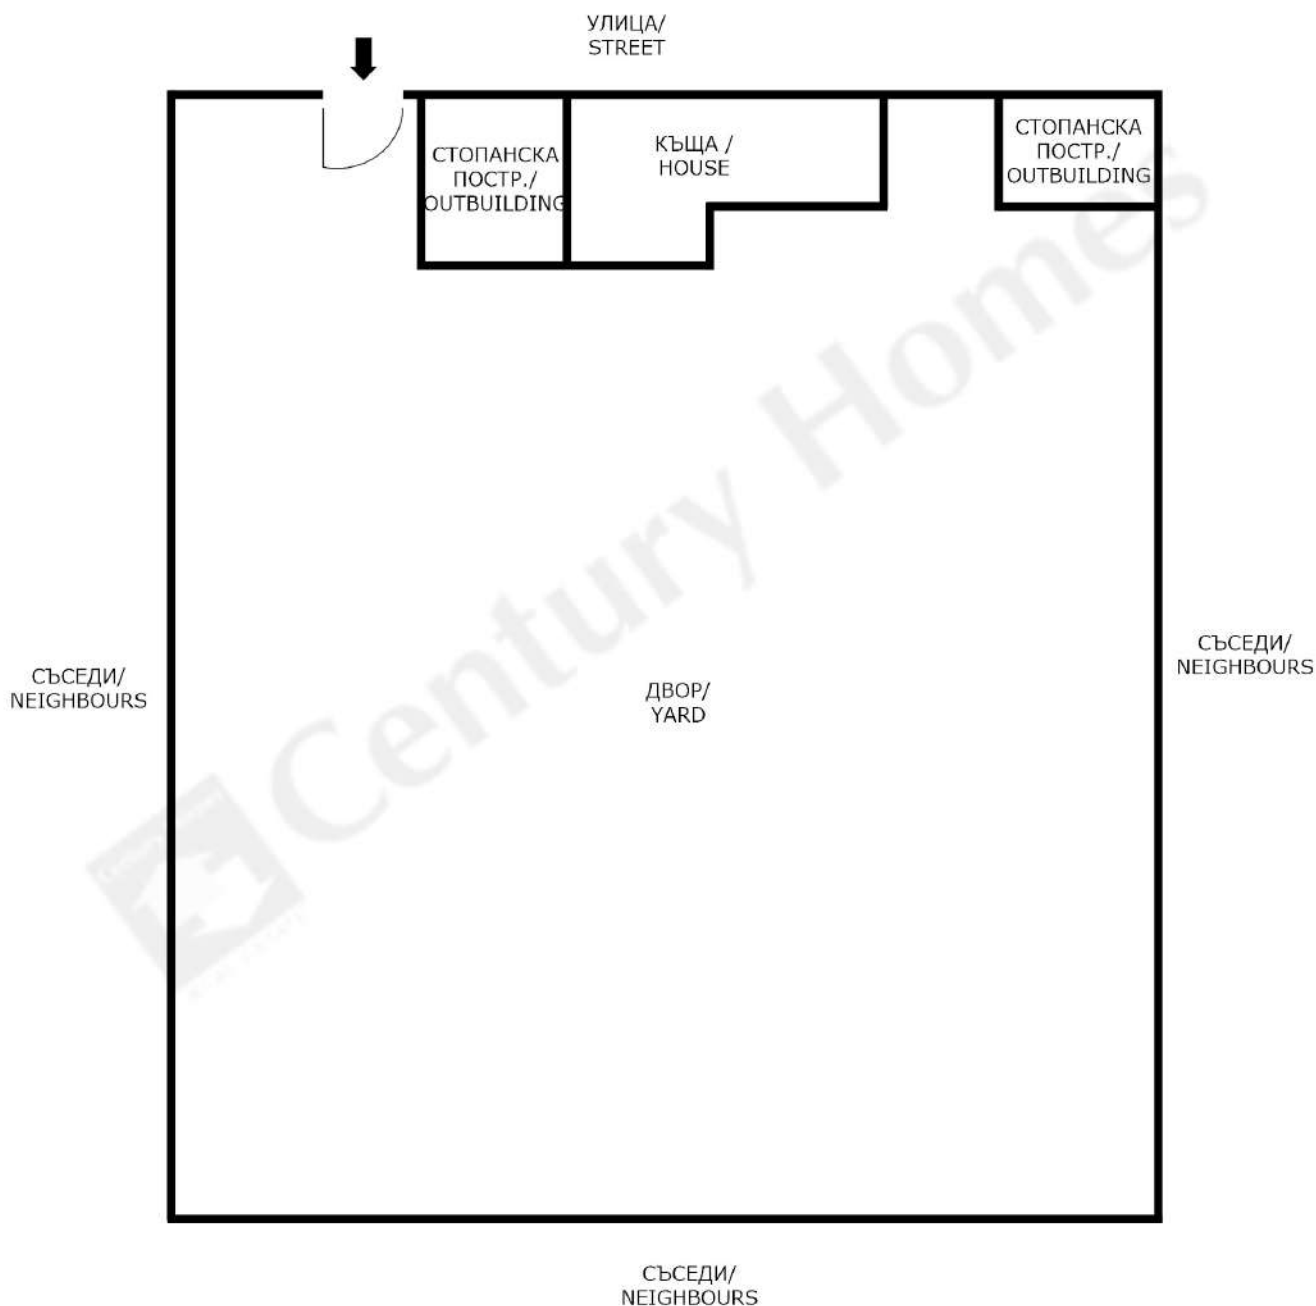 УЛИЦА/
STREET
СТОПАНСКА
ПОСТР./
OUTBUILDING
КЪЩА /
HOUSE
СТОПАНСКА
ПОСТР./
OUTBUILDING
СЪСЕДИ/
NEIGHBOURS
ДВОР/
YARD
СЪСЕДИ/
NEIGHBOURS
Century Homes
СЪСЕДИ/
NEIGHBOURS